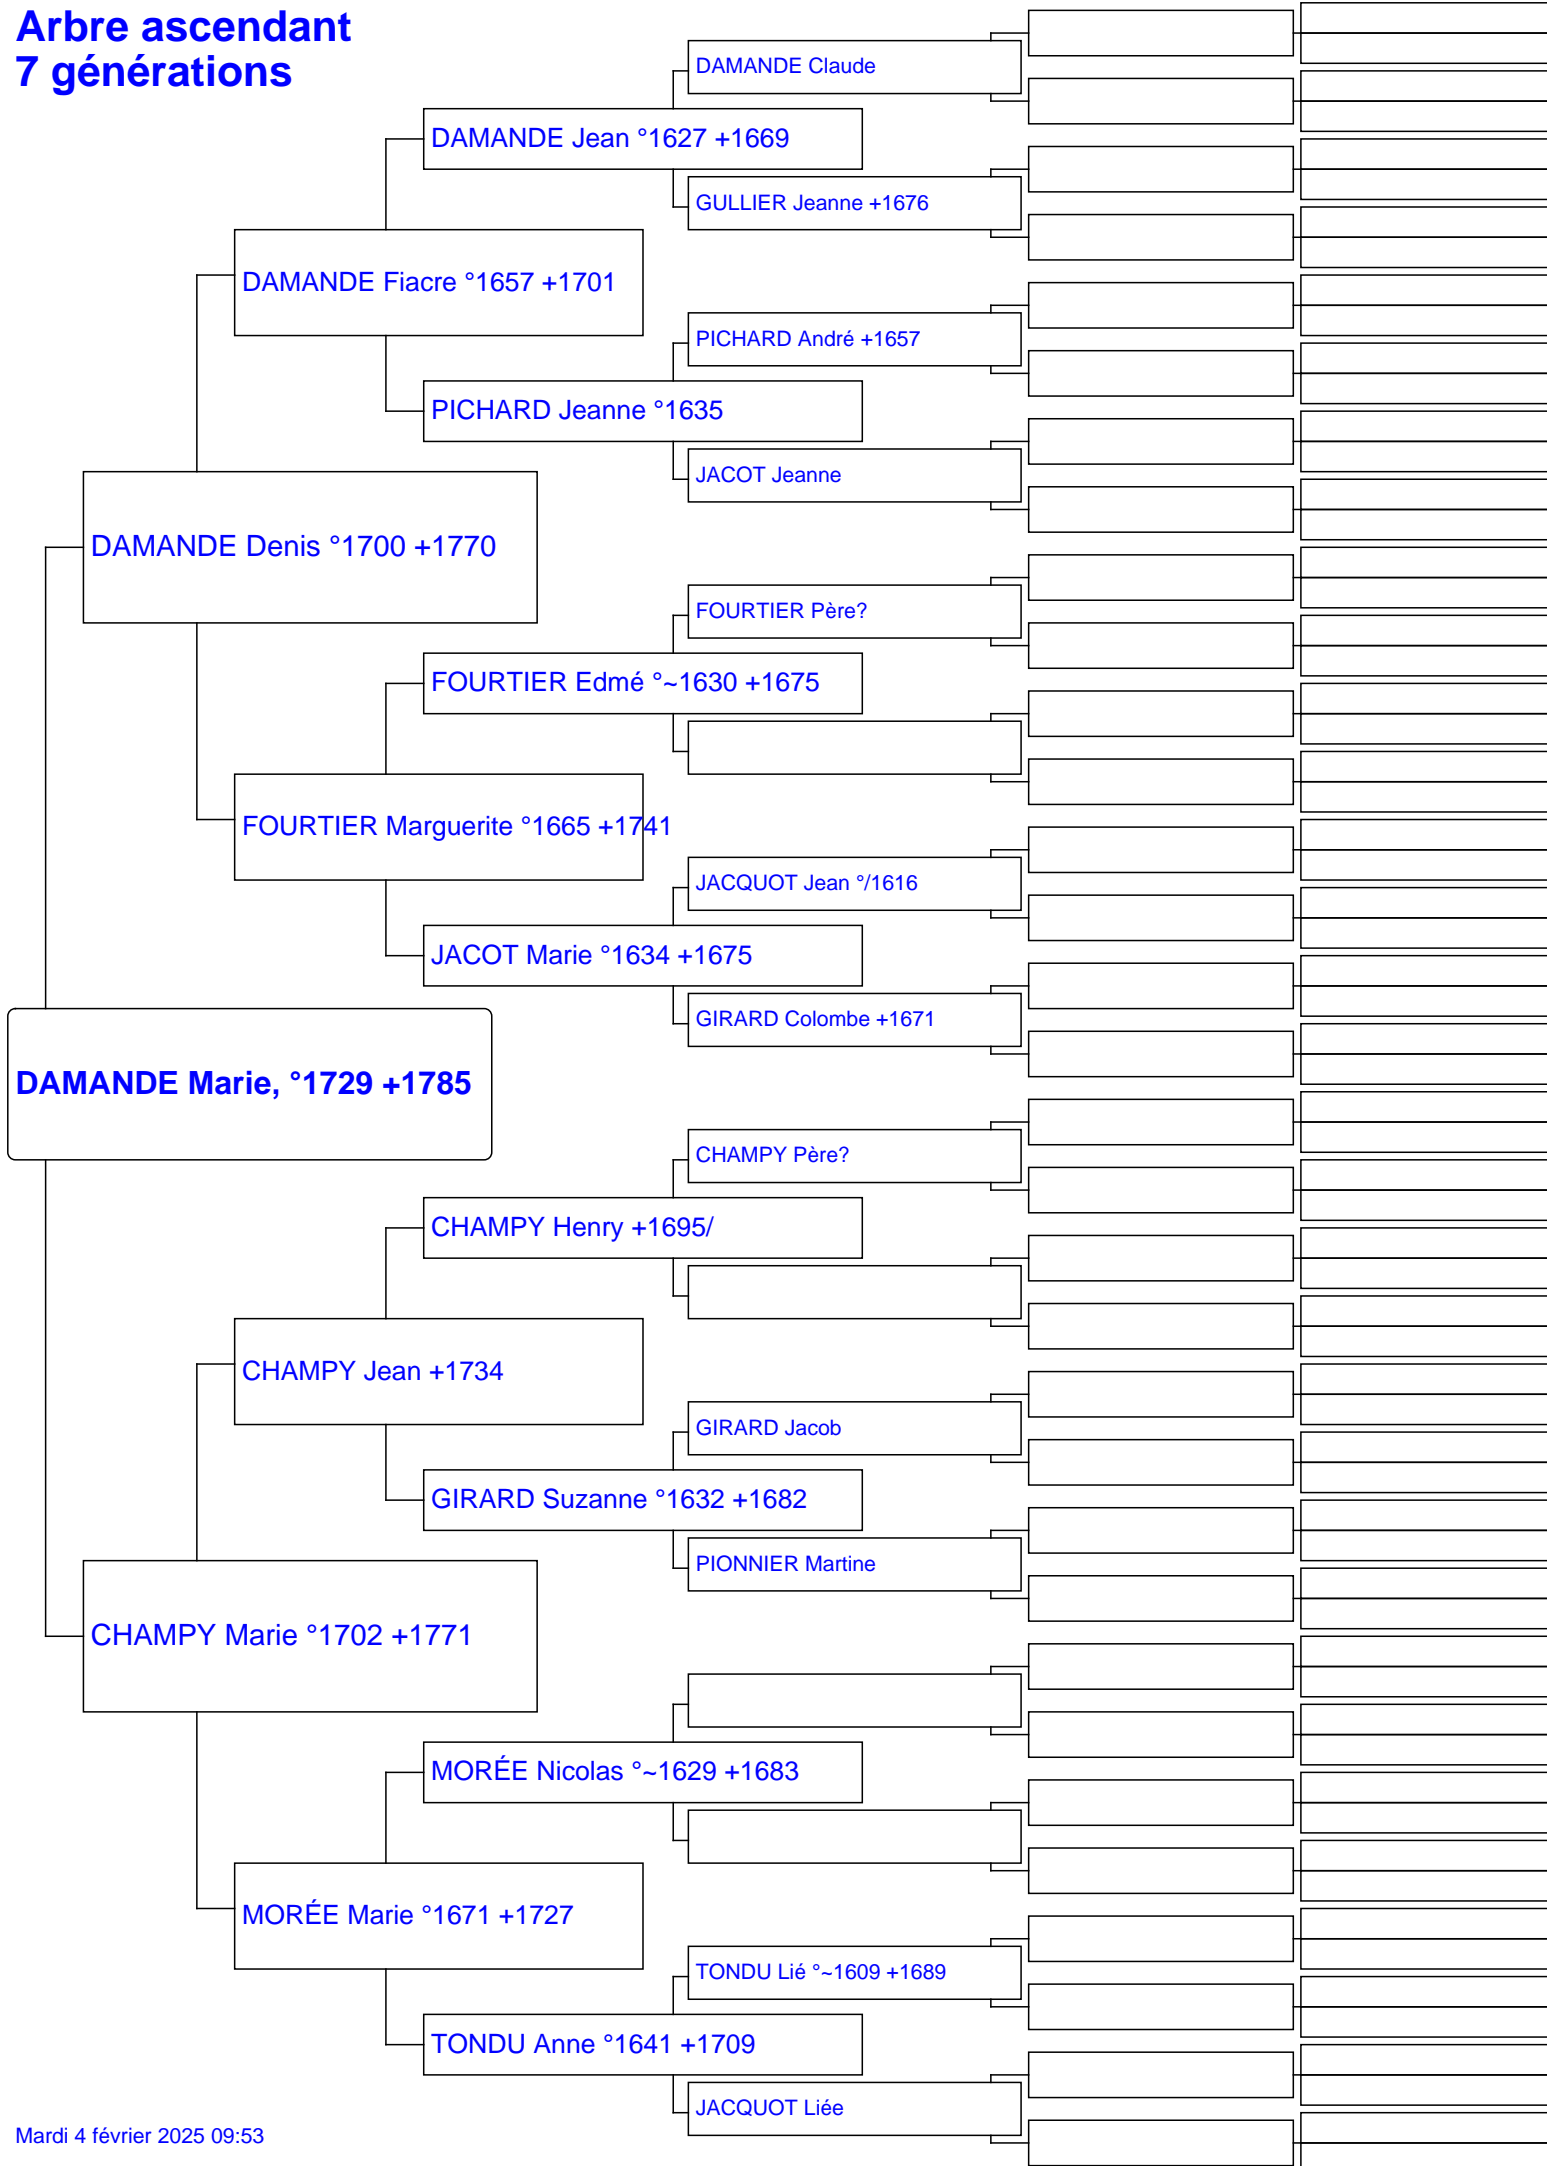 Arbre ascendant
7 générations
DAMANDE Claude
DAMANDE Jean °1627 +1669
GULLIER Jeanne +1676
DAMANDE Fiacre °1657 +1701
PICHARD André +1657
PICHARD Jeanne °1635
JACOT Jeanne
DAMANDE Denis °1700 +1770
FOURTIER Père?
FOURTIER Edmé °~1630 +1675
FOURTIER Marguerite °1665 +1741
JACQUOT Jean °/1616
JACOT Marie °1634 +1675
GIRARD Colombe +1671
DAMANDE Marie, °1729 +1785
CHAMPY Père?
CHAMPY Henry +1695/
CHAMPY Jean +1734
GIRARD Jacob
GIRARD Suzanne °1632 +1682
PIONNIER Martine
CHAMPY Marie °1702 +1771
MORÉE Nicolas °~1629 +1683
MORÉE Marie °1671 +1727
TONDU Lié °~1609 +1689
TONDU Anne °1641 +1709
JACQUOT Liée
Mardi 4 février 2025 09:53